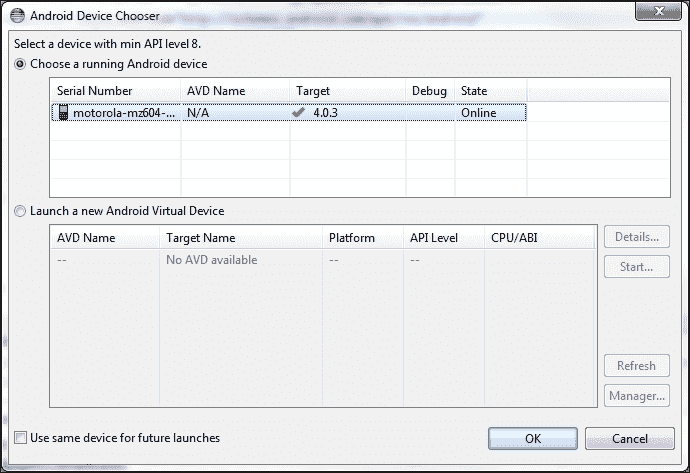 Android Device Chooser
Select a device with min API level 8.
Choose a running Android device
Serial Number AVD Name Target Debug State
motorola-mz604-... N/A 4.0.3 Online
Launch a new Android Virtual Device
AVD Name Target Name Platform API Level CPU/ABI Details...
-- No AVD available -- --
Start...
Refresh
Manager...
Use same device for future launches OK Cancel